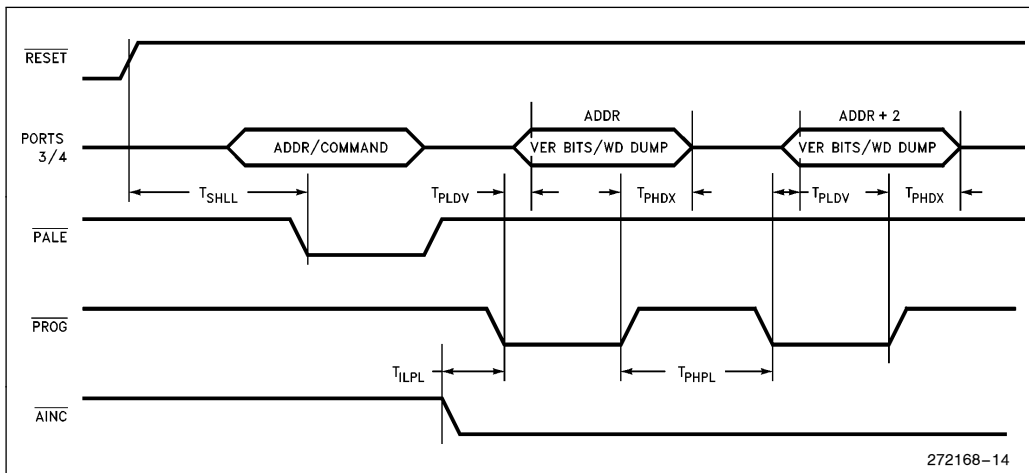 RESET
PORTS
3/4
ADDR/COMMAND
ADDR
VER BITS/WD DUMP
ADDR + 2
VER BITS/WD DUMP
TSHLL
TPLDV
TPHDX
TPLDV
TPHDX
PALE
PROG
TILPL
TPHPL
AINC
272168–14